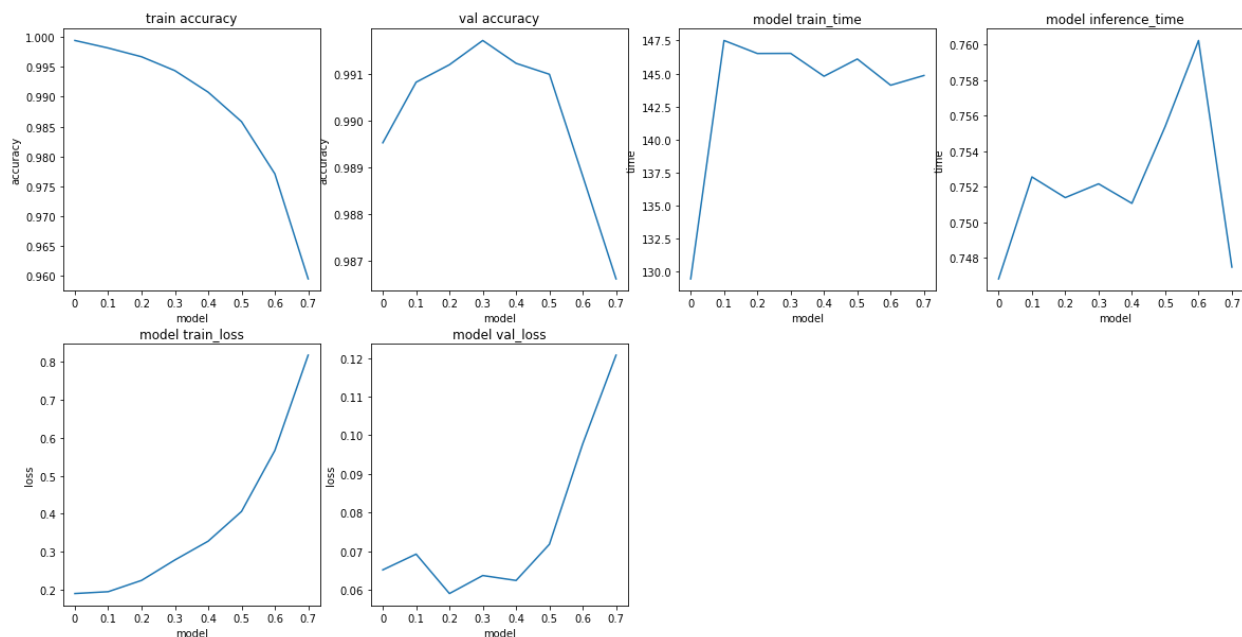 train accuracy
1.000
0.995
0.990
0.985
0.980
0.975
0.970
0.965
0.960
accuracy
0 0.1 0.2 0.3 0.4 0.5 0.6 0.7
model
val accuracy
0.991
0.990
0.989
0.988
0.987
accuracy
0 0.1 0.2 0.3 0.4 0.5 0.6 0.7
model
model train_time
147.5
145.0
142.5
140.0
137.5
135.0
132.5
130.0
time
0 0.1 0.2 0.3 0.4 0.5 0.6 0.7
model
model inference_time
0.760
0.758
0.756
0.754
0.752
0.750
0.748
time
0 0.1 0.2 0.3 0.4 0.5 0.6 0.7
model
model train_loss
0.8
0.7
0.6
0.5
0.4
0.3
0.2
loss
0 0.1 0.2 0.3 0.4 0.5 0.6 0.7
model
model val_loss
0.12
0.11
0.10
0.09
0.08
0.07
0.06
loss
0 0.1 0.2 0.3 0.4 0.5 0.6 0.7
model